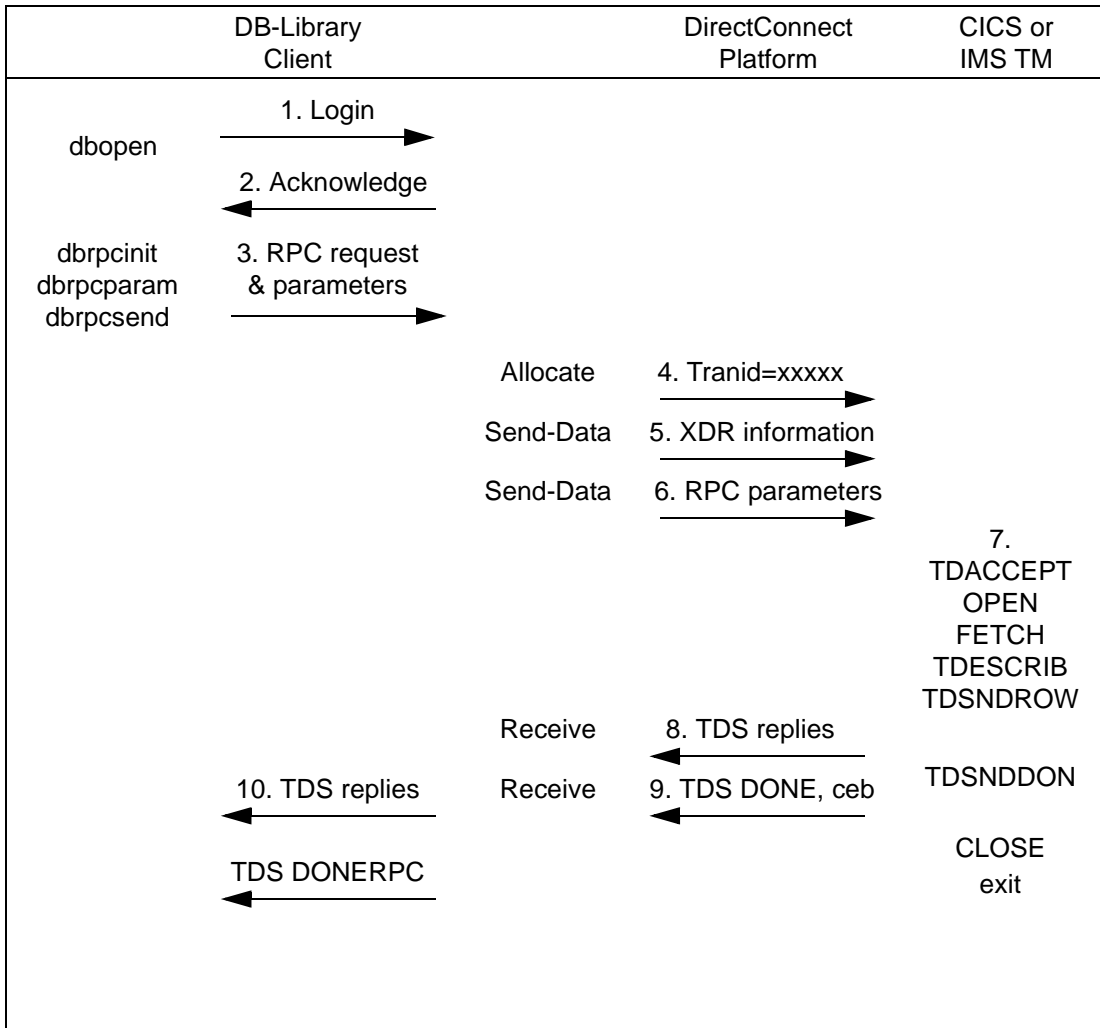 DB-Library
Client
DirectConnect
Platform
CICS or
IMS TM
1. Login
dbopen
2. Acknowledge
dbrpcinit
dbrpcparam
dbrpcsend
3. RPC request
& parameters
Allocate
4. Tranid=xxxxx
Send-Data
5. XDR information
Send-Data
6. RPC parameters
7.
TDACCEPT
OPEN
FETCH
TDESCRIB
TDSNDROW
Receive
8. TDS replies
TDSNDDON
10. TDS replies
Receive
9. TDS DONE, ceb
CLOSE
exit
TDS DONERPC